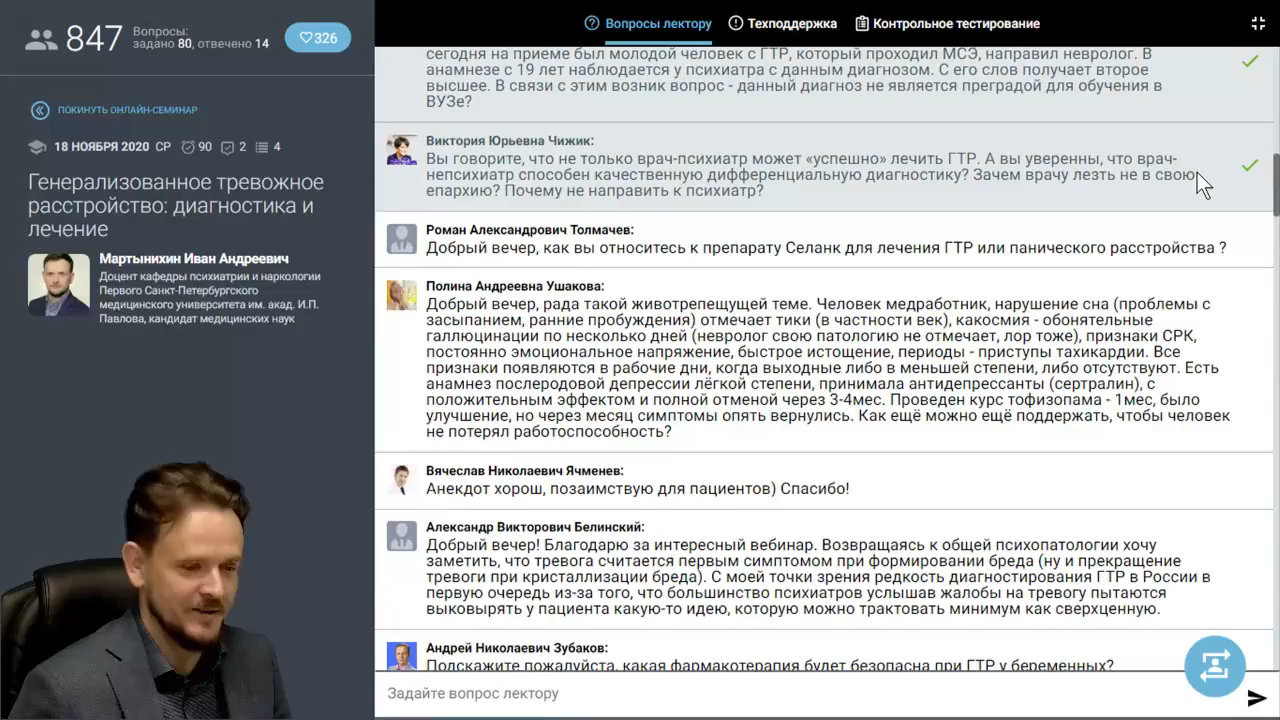 847
Вопросы:
задано 80, отвечено 14
326
ПОКИНУТЬ ОНЛАЙН-СЕМИНАР
18 НОЯБРЯ 2020 СР 90 2 4
Генерализованное тревожное
расстройство: диагностика и
лечение
Мартынихин Иван Андреевич
Доцент кафедры психиатрии и наркологии
Первого Санкт-Петербургского
медицинского университета им. акад. И.П.
Павлова, кандидат медицинских наук
Вопросы лектору Техподдержка Контрольное тестирование
сегодня на приеме был молодой человек с ГТР, который проходил МСЭ, направил невролог. В
анамнезе с 19 лет наблюдается у психиатра с данным диагнозом. С его слов получает второе
высшее. В связи с этим возник вопрос - данный диагноз не является преградой для обучения в
ВУЗе?
Виктория Юрьевна Чижик:
Вы говорите, что не только врач-психиатр может «успешно» лечить ГТР. А вы уверенны, что врач-
непсихиатр способен качественную дифференциальную диагностику? Зачем врачу лезть не в свою
епархию? Почему не направить к психиатр?
Роман Александрович Толмачев:
Добрый вечер, как вы относитесь к препарату Селанк для лечения ГТР или панического расстройства ?
Полина Андреевна Ушакова:
Добрый вечер, рада такой животрепещущей теме. Человек медработник, нарушение сна (проблемы с
засыпанием, ранние пробуждения) отмечает тики (в частности век), какосмия - обонятельные
галлюцинации по несколько дней (невролог свою патологию не отмечает, лор тоже), признаки СРК,
постоянно эмоциональное напряжение, быстрое истощение, периоды - приступы тахикардии. Все
признаки появляются в рабочие дни, когда выходные либо в меньшей степени, либо отсутствуют. Есть
анамнез послеродовой депрессии лёгкой степени, принимала антидепрессанты (сертралин), с
положительным эффектом и полной отменой через 3-4мес. Проведен курс тофизопама - 1мес, было
улучшение, но через месяц симптомы опять вернулись. Как ещё можно ещё поддержать, чтобы человек
не потерял работоспособность?
Вячеслав Николаевич Ячменев:
Анекдот хорош, позаимствую для пациентов) Спасибо!
Александр Викторович Белинский:
Добрый вечер! Благодарю за интересный вебинар. Возвращаясь к общей психопатологии хочу
заметить, что тревога считается первым симптомом при формировании бреда (ну и прекращение
тревоги при кристаллизации бреда). С моей точки зрения редкость диагностирования ГТР в России в
первую очередь из-за того, что большинство психиатров услышав жалобы на тревогу пытаются
выковырять у пациента какую-то идею, которую можно трактовать минимум как сверхценную.
Андрей Николаевич Зубаков:
Подскажите пожалуйста, какая фармакотерапия будет безопасна при ГТР у беременных?
Задайте вопрос лектору